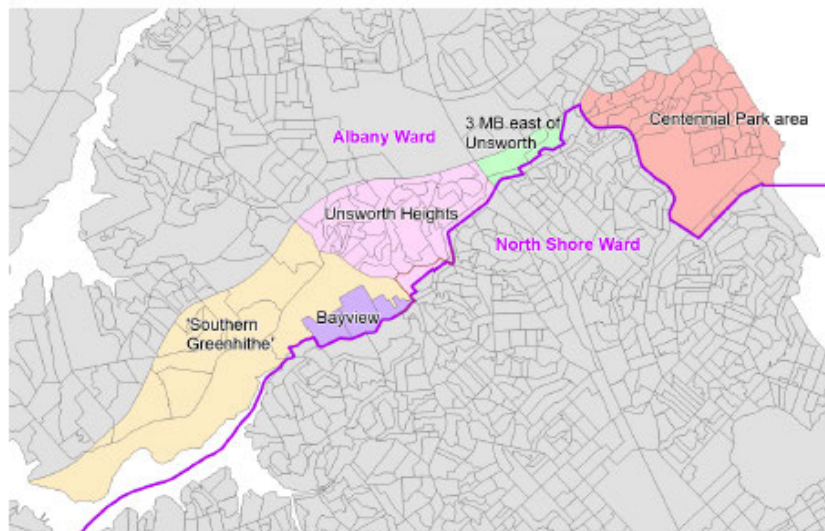 3 MB east of
Unsworth
Centennial Park area
Albany Ward
Unsworth Heights
North Shore Ward
Bayview
'Southern
Greenhithe'